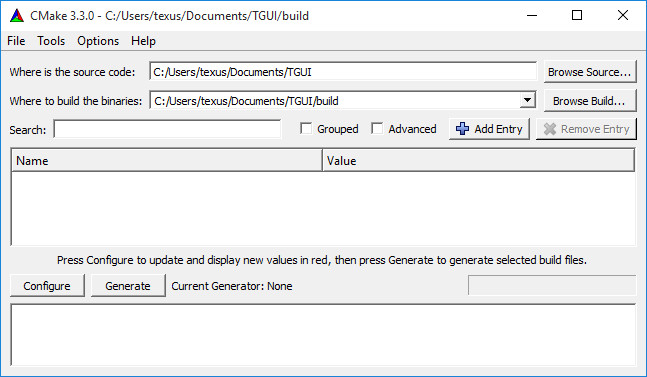 CMake 3.3.0 - C:/Users/texus/Documents/TGUI/build
File Tools Options Help
Where is the source code: C:/Users/texus/Documents/TGUI Browse Source...
Where to build the binaries: C:/Users/texus/Documents/TGUI/build Browse Build...
Search: Grouped Advanced Add Entry Remove Entry
Name Value
Press Configure to update and display new values in red, then press Generate to generate selected build files.
Configure Generate Current Generator: None